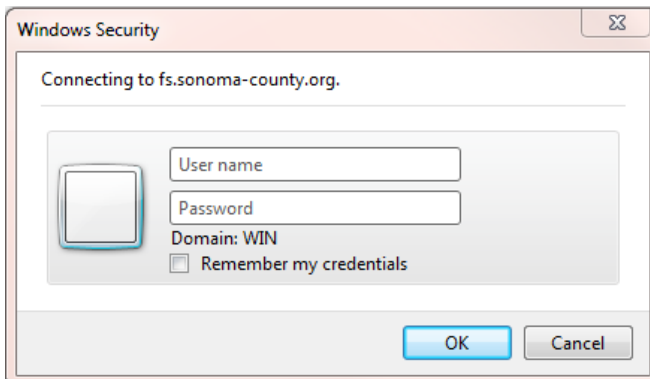 Windows Security
Connecting to fs.sonoma-county.org.
User name
Password
Domain: WIN
Remember my credentials
OK Cancel